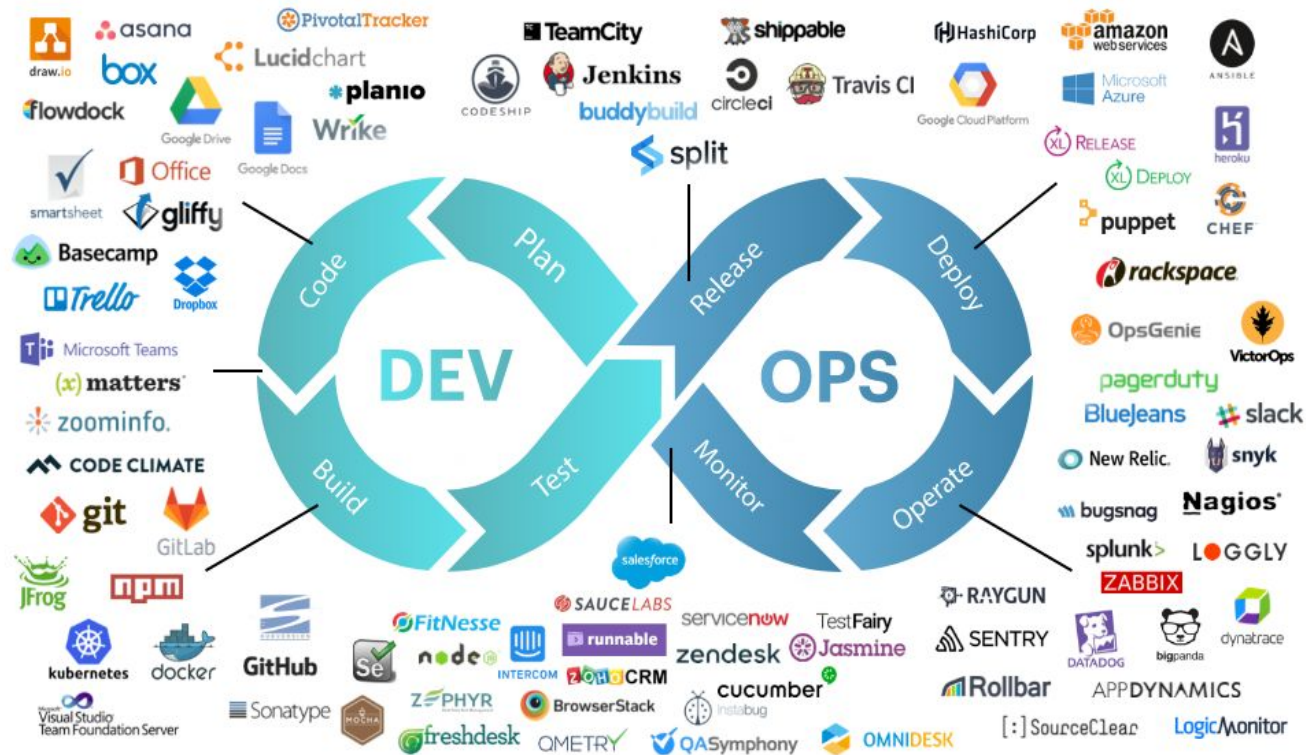 draw.io
asana
PivotalTracker
box
Lucidchart
flowdock
Google Drive
Google Docs
planio
Wrike
smartsheet
Office
gliffy
Basecamp
Trello
Dropbox
TeamCity
shippable
CODESHIP
Jenkins
buddybuild
circleci
Travis CI
split
HashiCorp
amazon
web services
ANSIBLE
Google Cloud Platform
Microsoft
Azure
XL RELEASE
heroku
XL DEPLOY
puppet
CHEF
rackspace
Code
Plan
Release
Deploy
DEV
OPS
Build
Test
Monitor
Operate
T
Microsoft Teams
(x) matters
zoominfo.
CODE CLIMATE
git
GitLab
JFrog
npm
kubernetes
docker
GitHub
Microsoft
Visual Studio
Team Foundation Server
Sonatype
OpsGenie
VictorOps
pagerduty
BlueJeans
slack
New Relic.
snyk
bugsnag
Nagios®
splunk>
LOGGLY
ZABBIX
salesforce
SAUCELABS
FitNesse
Se
node
JS
INTERCOM
runnable
servicenow
TestFairy
zendesk
Jasmine
ZOHO CRM
MOCHA
ZEPHYR
BrowserStack
instabug
cucumber
freshdesk
QMETRY
QASymphony
OMNIDESK
RAYGUN
SENTRY
DATADOG
bigpanda
dynatrace
Rollbar
APPDYNAMICS
[:] SourceClear
LogicMonitor